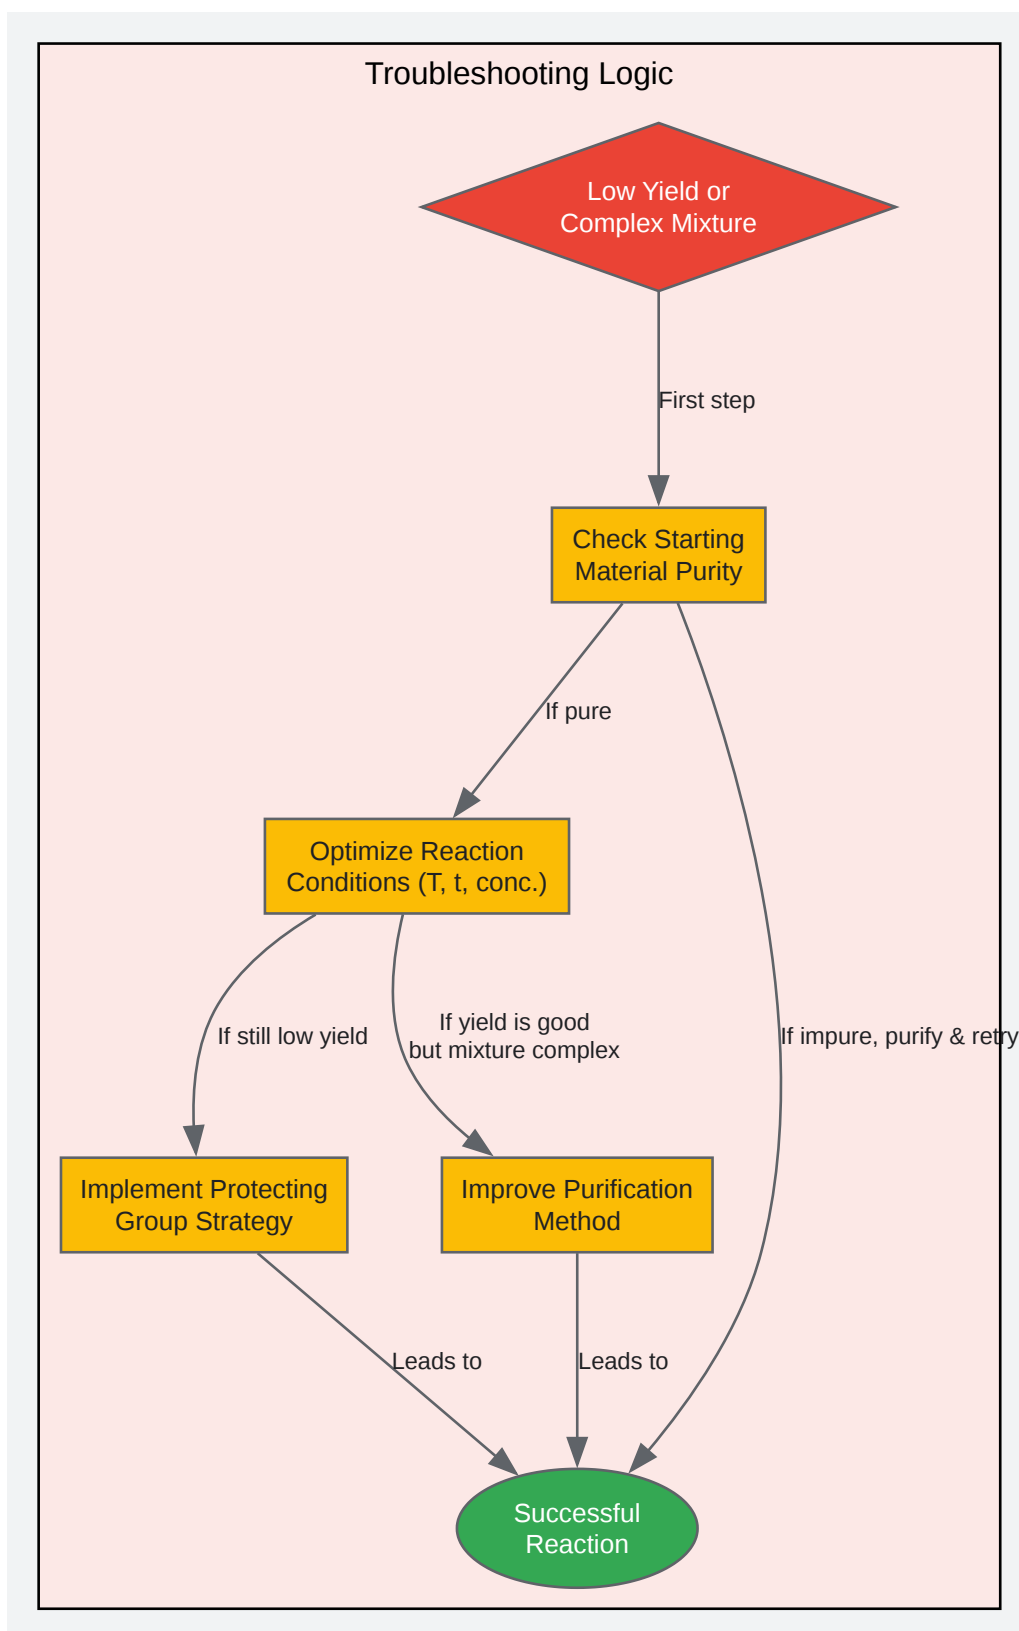 Troubleshooting Logic
Low Yield or
Complex Mixture
First step
Check Starting
Material Purity
If pure
Optimize Reaction
Conditions (T, t, conc.)
If still low yield
If yield is good
but mixture complex
If impure, purify & retry
Implement Protecting
Group Strategy
Improve Purification
Method
Leads to
Leads to
Successful
Reaction